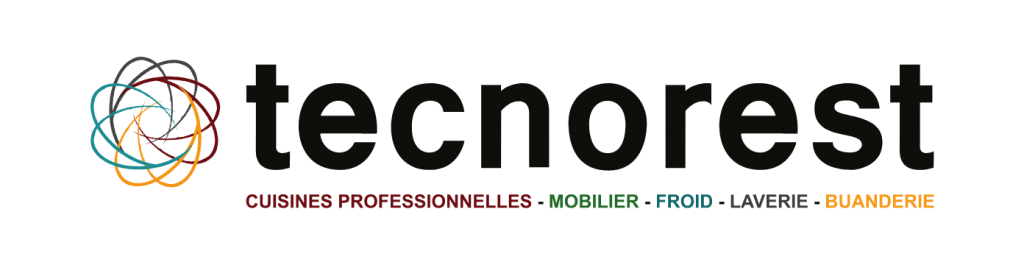 tecnorest
CUISINES PROFESSIONNELLES - MOBILIER - FROID - LAVERIE - BUANDERIE